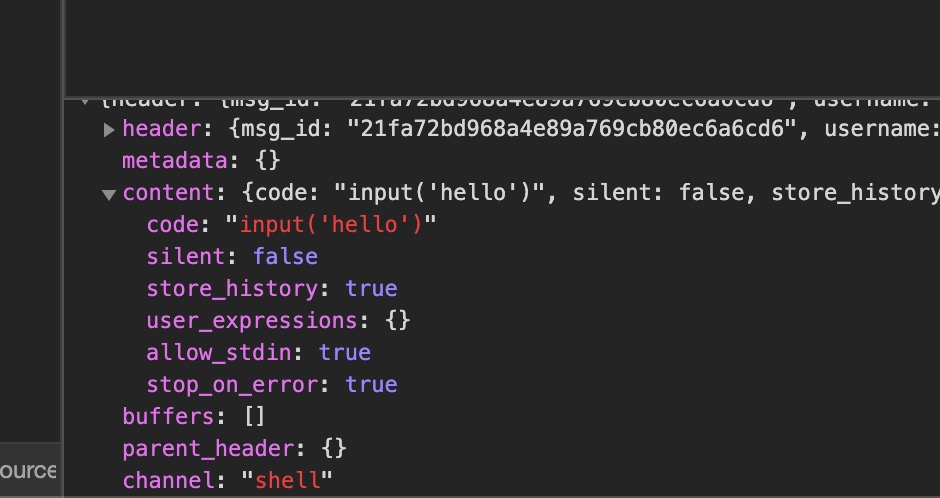 {header: {msg_id: "21fa72bd968a4e89a769cb80ec6a6cd6", username:
header: {msg_id: "21fa72bd968a4e89a769cb80ec6a6cd6", username:
metadata: {}
content: {code: "input('hello')", silent: false, store_history
code: "input('hello')"
silent: false
store_history: true
user_expressions: {}
allow_stdin: true
stop_on_error: true
buffers: []
parent_header: {}
channel: "shell"
ource